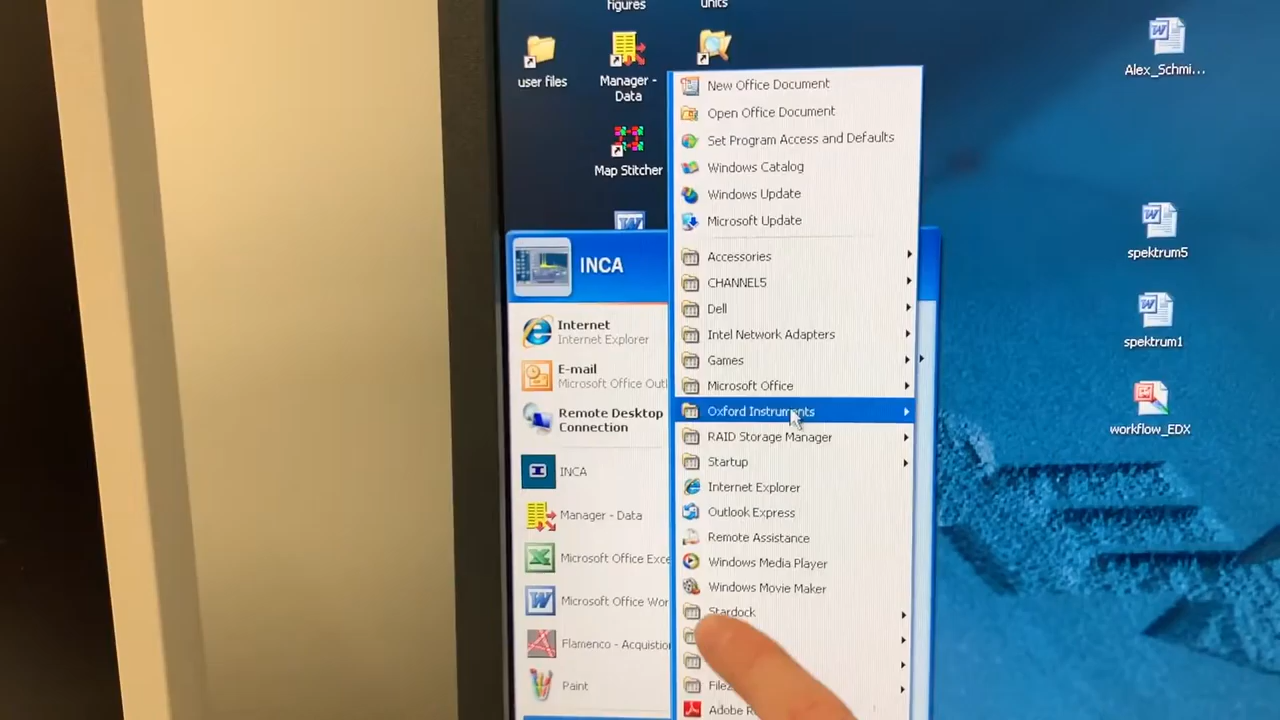 figures
units
user files
Manager -
Data
Map Stitcher
Alex_Schmi...
spektrum5
spektrum1
workflow_EDX
INCA
Internet
Internet Explorer
E-mail
Microsoft Office Outl
Remote Desktop
Connection
INCA
Manager - Data
Microsoft Office Exce
Microsoft Office Wor
Flamenco - Acquistion
Paint
New Office Document
Open Office Document
Set Program Access and Defaults
Windows Catalog
Windows Update
Microsoft Update
Accessories
CHANNEL5
Dell
Intel Network Adapters
Games
Microsoft Office
Oxford Instruments
RAID Storage Manager
Startup
Internet Explorer
Outlook Express
Remote Assistance
Windows Media Player
Windows Movie Maker
Stardock
File
Adobe R